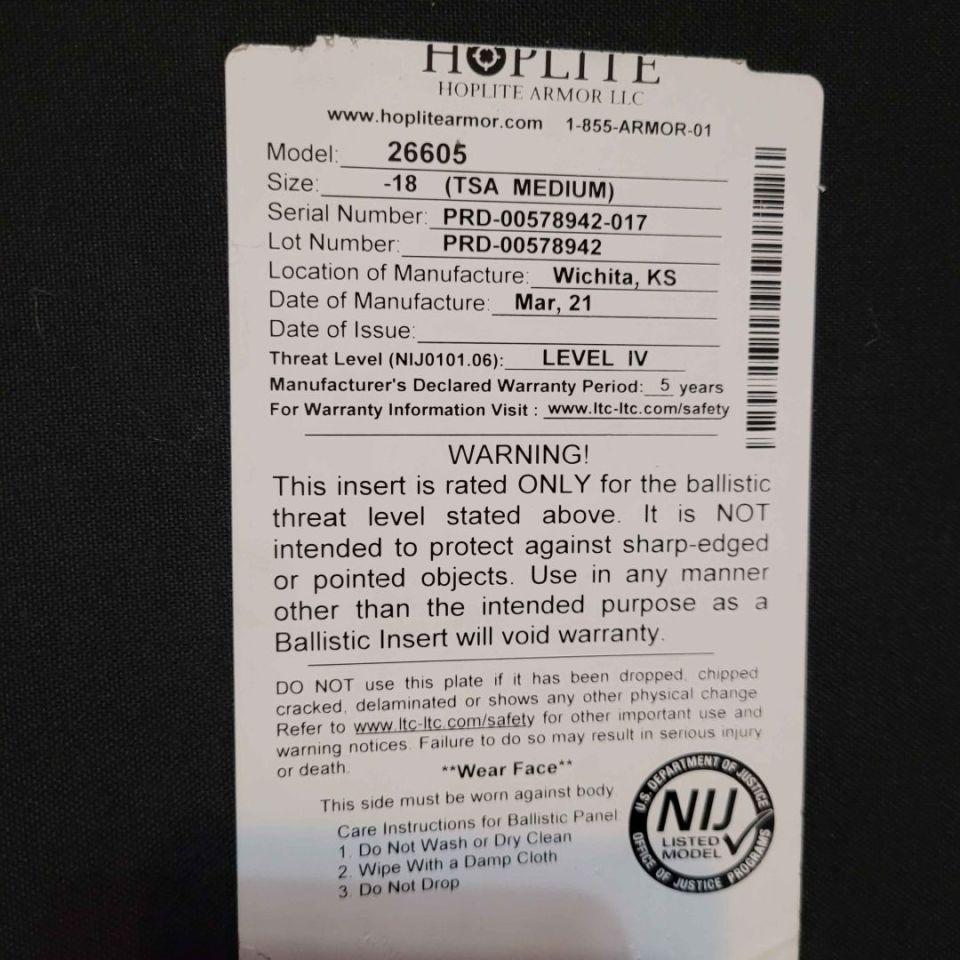 HOPLITE
HOPLITE ARMOR LLC
www.hoplitearmor.com 1-855-ARMOR-01
Model: 26605
Size: -18 (TSA MEDIUM)
Serial Number: PRD-00578942-017
Lot Number: PRD-00578942
Location of Manufacture: Wichita, KS
Date of Manufacture: Mar, 21
Date of Issue:
Threat Level (NIJ0101.06): LEVEL IV
Manufacturer's Declared Warranty Period: 5 years
For Warranty Information Visit : www.ltc-ltc.com/safety
WARNING!
This insert is rated ONLY for the ballistic
threat level stated above. It is NOT
intended to protect against sharp-edged
or pointed objects. Use in any manner
other than the intended purpose as a
Ballistic Insert will void warranty.
DO NOT use this plate if it has been dropped, chipped
cracked, delaminated or shows any other physical change
Refer to www.ltc-ltc.com/safety for other important use and
warning notices. Failure to do so may result in serious injury
or death.
**Wear Face**
This side must be worn against body
Care Instructions for Ballistic Panel:
1. Do Not Wash or Dry Clean
2. Wipe With a Damp Cloth
3. Do Not Drop
U.S. DEPARTMENT OF JUSTICE
NIJ
LISTED
MODEL
OFFICE OF JUSTICE PROGRAMS